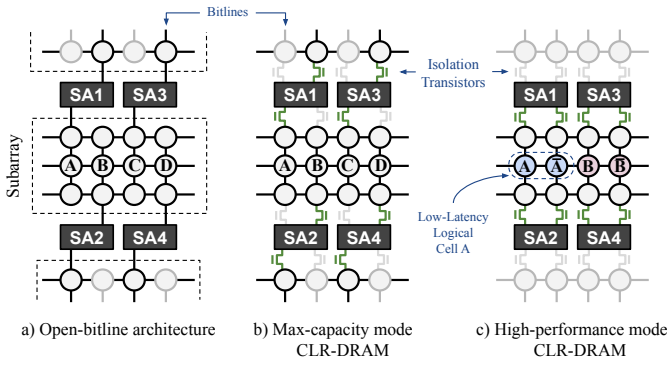 Bitlines
Isolation
Transistors
SA1 SA3 SA1 SA3 SA1 SA3
Subarray
A B C D A B C D A A̅ B B̅
Low-Latency
Logical
Cell A
SA2 SA4 SA2 SA4 SA2 SA4
a) Open-bitline architecture b) Max-capacity mode c) High-performance mode
CLR-DRAM CLR-DRAM